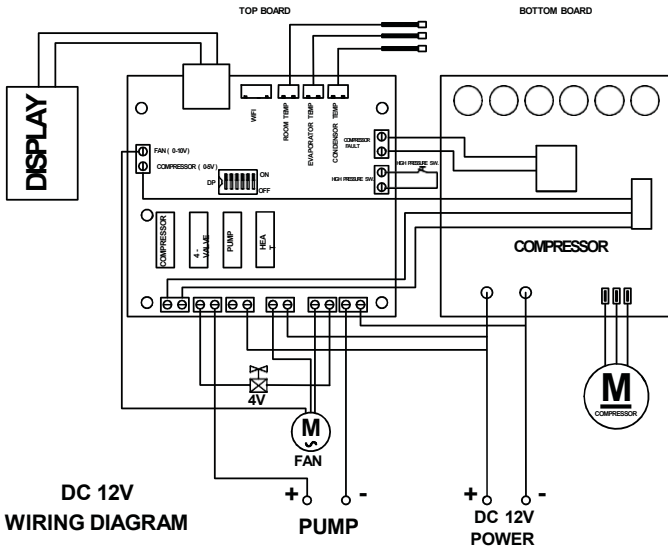 TOP BOARD
BOTTOM BOARD
DISPLAY
WIFI
ROOM TEMP
EVAPORATOR TEMP
CONDENSOR TEMP
COMPRESSOR
FAULT
HIGH PRESSURE SW.
HIGH PRESSURE SW.
FAN ( 0-10V)
COMPRESSOR ( 0-5V)
DP
ON
OFF
COMPRESSOR
4 -
VALVE
PUMP
HEA
T
COMPRESSOR
4V
M
FAN
M
COMPRESSOR
DC 12V
WIRING DIAGRAM
+ -
PUMP
+ -
DC 12V
POWER